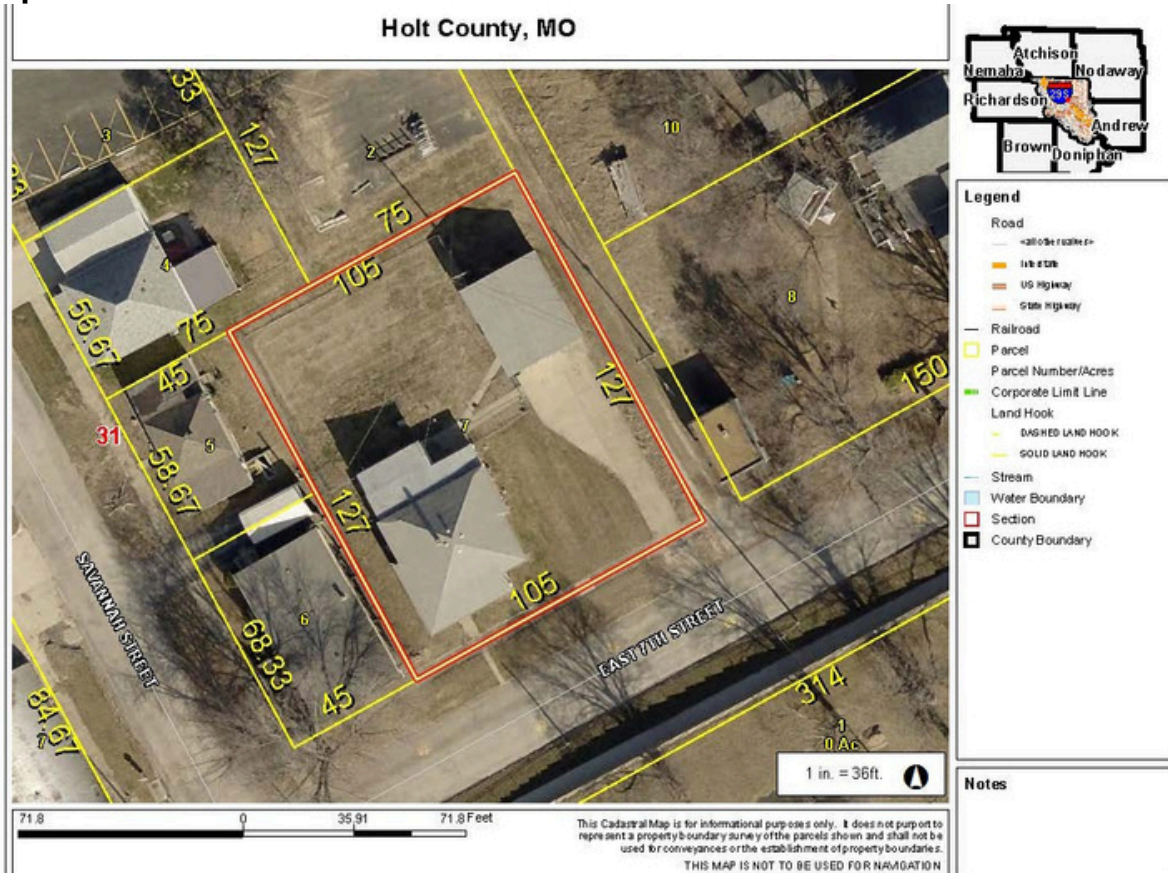 Holt County, MO
33
127
3
33
2
10
75
105
4
56.67
75
45
8
127
150
31
5
58.67
7
127
SAVANNAH STREET
105
6
68.33
45
EAST 7TH STREET
314
84.67
7
1
0 Ac
1 in. = 36ft.
71.8
0
35.91
71.8 Feet
This Cadastral Map is for informational purposes only. It does not purport to
represent a property boundary survey of the parcels shown and shall not be
used for conveyances or the establishment of property boundaries.
THIS MAP IS NOT TO BE USED FOR NAVIGATION
Atchison
Nemaha
Nodaway
Richardson
Andrew
Brown
Doniphan
Legend
Road
<all other values>
Interstate
US Highway
State Highway
Railroad
Parcel
Parcel Number/Acres
Corporate Limit Line
Land Hook
DASHED LAND HOOK
SOLID LAND HOOK
Stream
Water Boundary
Section
County Boundary
Notes